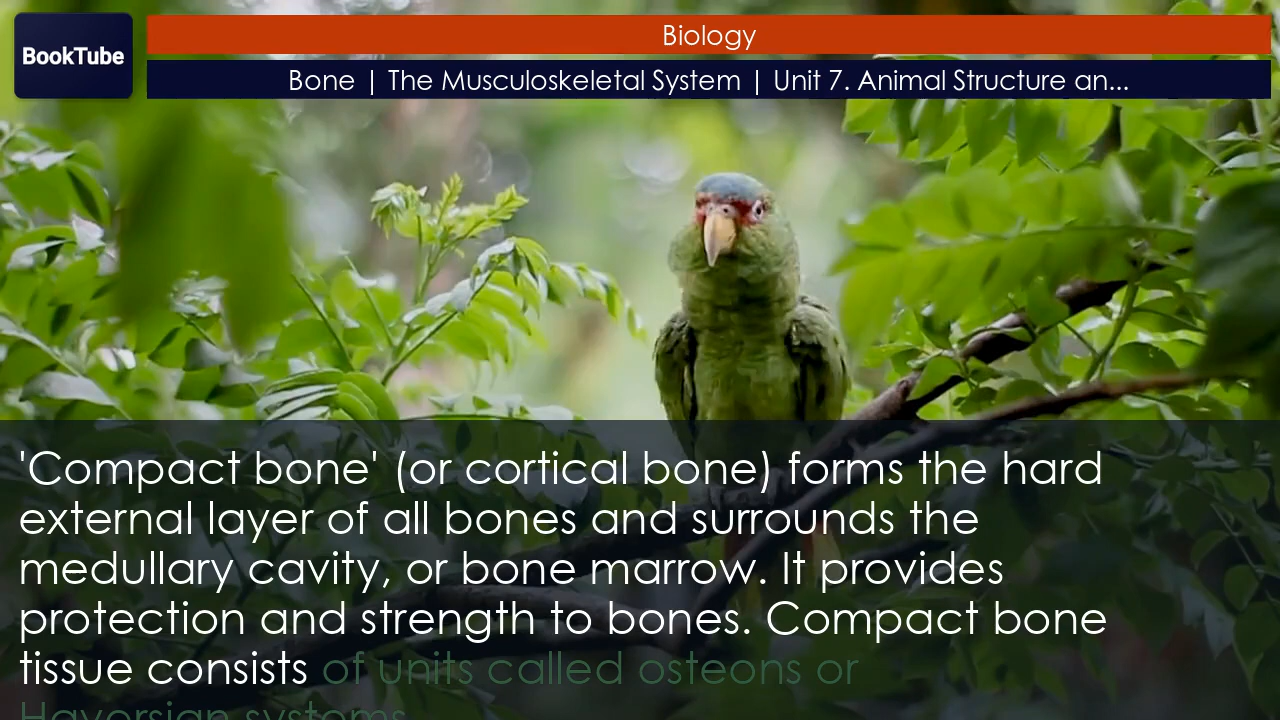 BookTube
Biology
Bone | The Musculoskeletal System | Unit 7. Animal Structure an...
'Compact bone' (or cortical bone) forms the hard
external layer of all bones and surrounds the
medullary cavity, or bone marrow. It provides
protection and strength to bones. Compact bone
tissue consists of units called osteons or
Haversian systems.